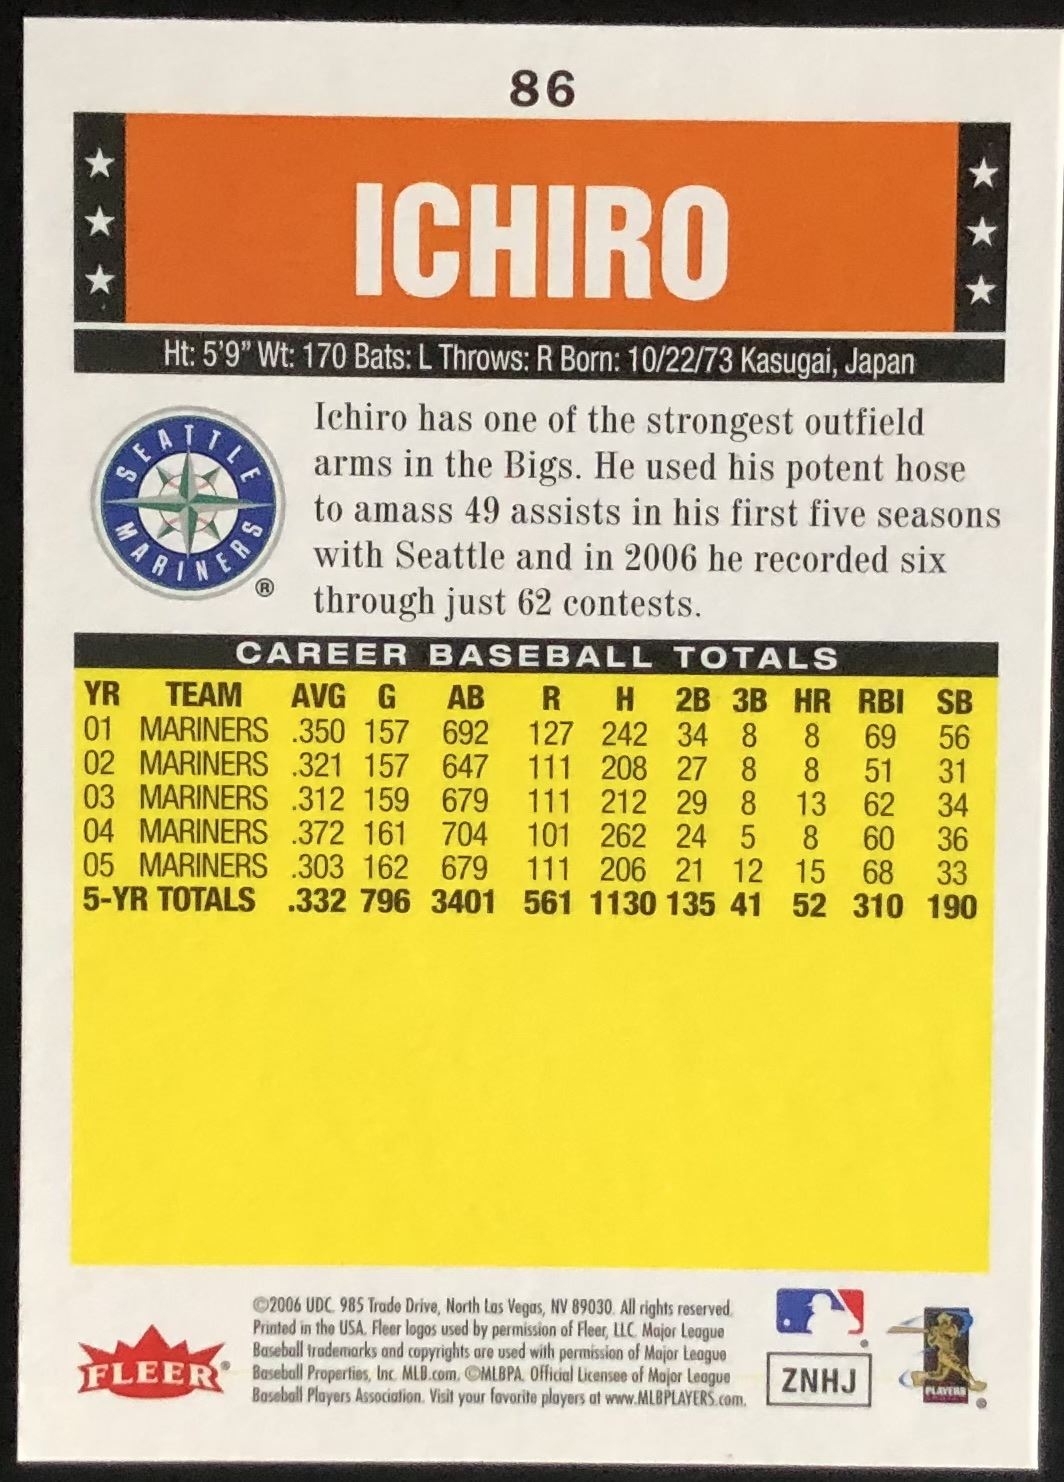 86
ICHIRO
Ht: 5'9" Wt: 170 Bats: L Throws: R Born: 10/22/73 Kasugai, Japan
SEATTLE MARINERS ®
Ichiro has one of the strongest outfield
arms in the Bigs. He used his potent hose
to amass 49 assists in his first five seasons
with Seattle and in 2006 he recorded six
through just 62 contests.
CAREER BASEBALL TOTALS
YR TEAM AVG G AB R H 2B 3B HR RBI SB
01 MARINERS .350 157 692 127 242 34 8 8 69 56
02 MARINERS .321 157 647 111 208 27 8 8 51 31
03 MARINERS .312 159 679 111 212 29 8 13 62 34
04 MARINERS .372 161 704 101 262 24 5 8 60 36
05 MARINERS .303 162 679 111 206 21 12 15 68 33
5-YR TOTALS .332 796 3401 561 1130 135 41 52 310 190
©2006 UDC. 985 Trade Drive, North Las Vegas, NV 89030. All rights reserved.
Printed in the USA. Fleer logos used by permission of Fleer, LLC. Major League
Baseball trademarks and copyrights are used with permission of Major League
Baseball Properties, Inc. MLB.com. ©MLBPA. Official Licensee of Major League
Baseball Players Association. Visit your favorite players at www.MLBPLAYERS.com.
FLEER®
ZNHJ
PLAYERS ®